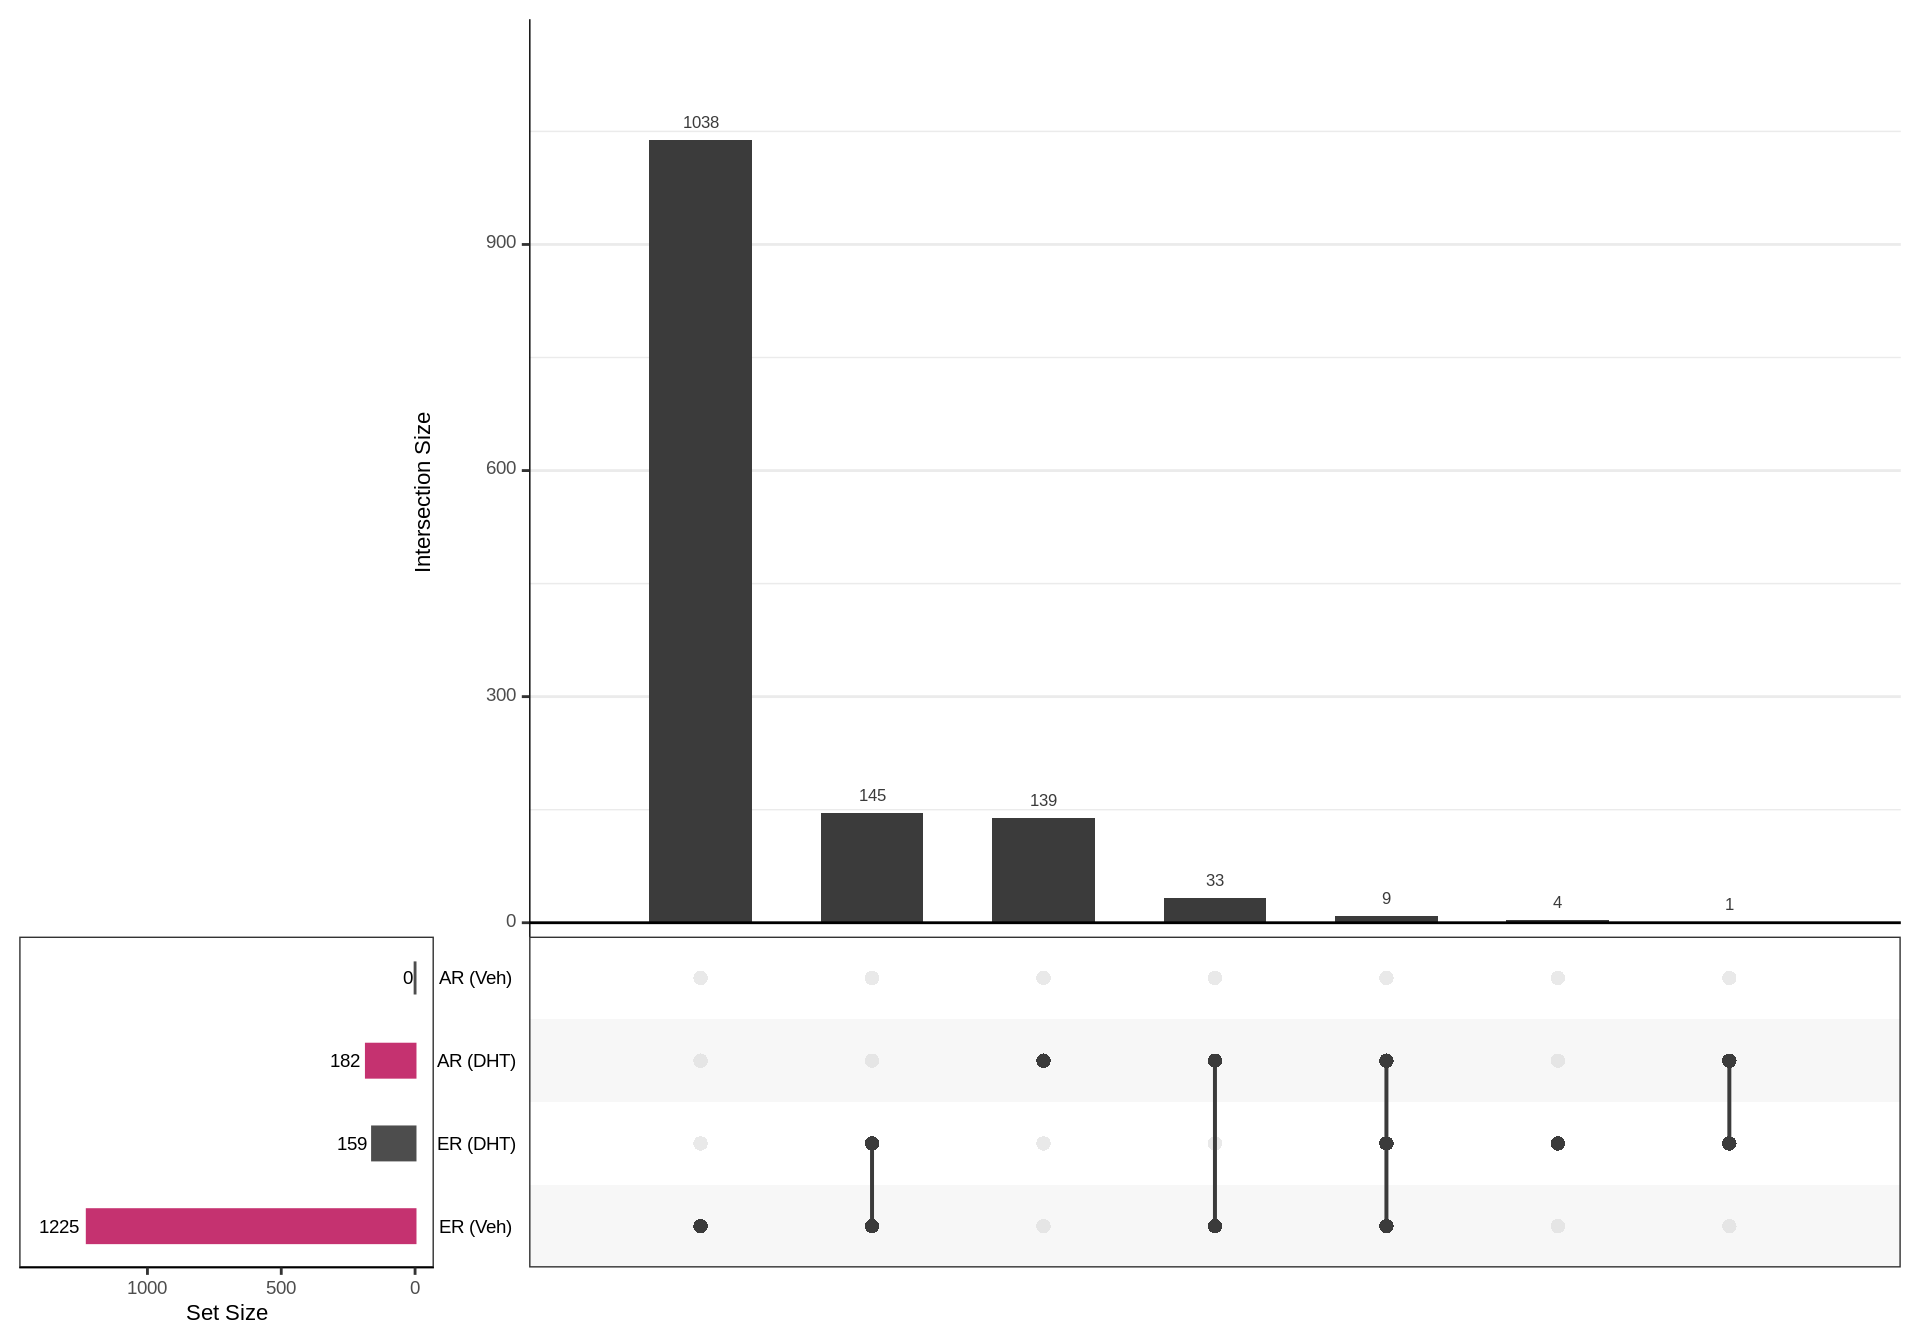 1038
900
600
Intersection Size
300
145
139
33
9
4
1
0
0 AR (Veh)
182 AR (DHT)
159 ER (DHT)
1225 ER (Veh)
1000 500 0
Set Size